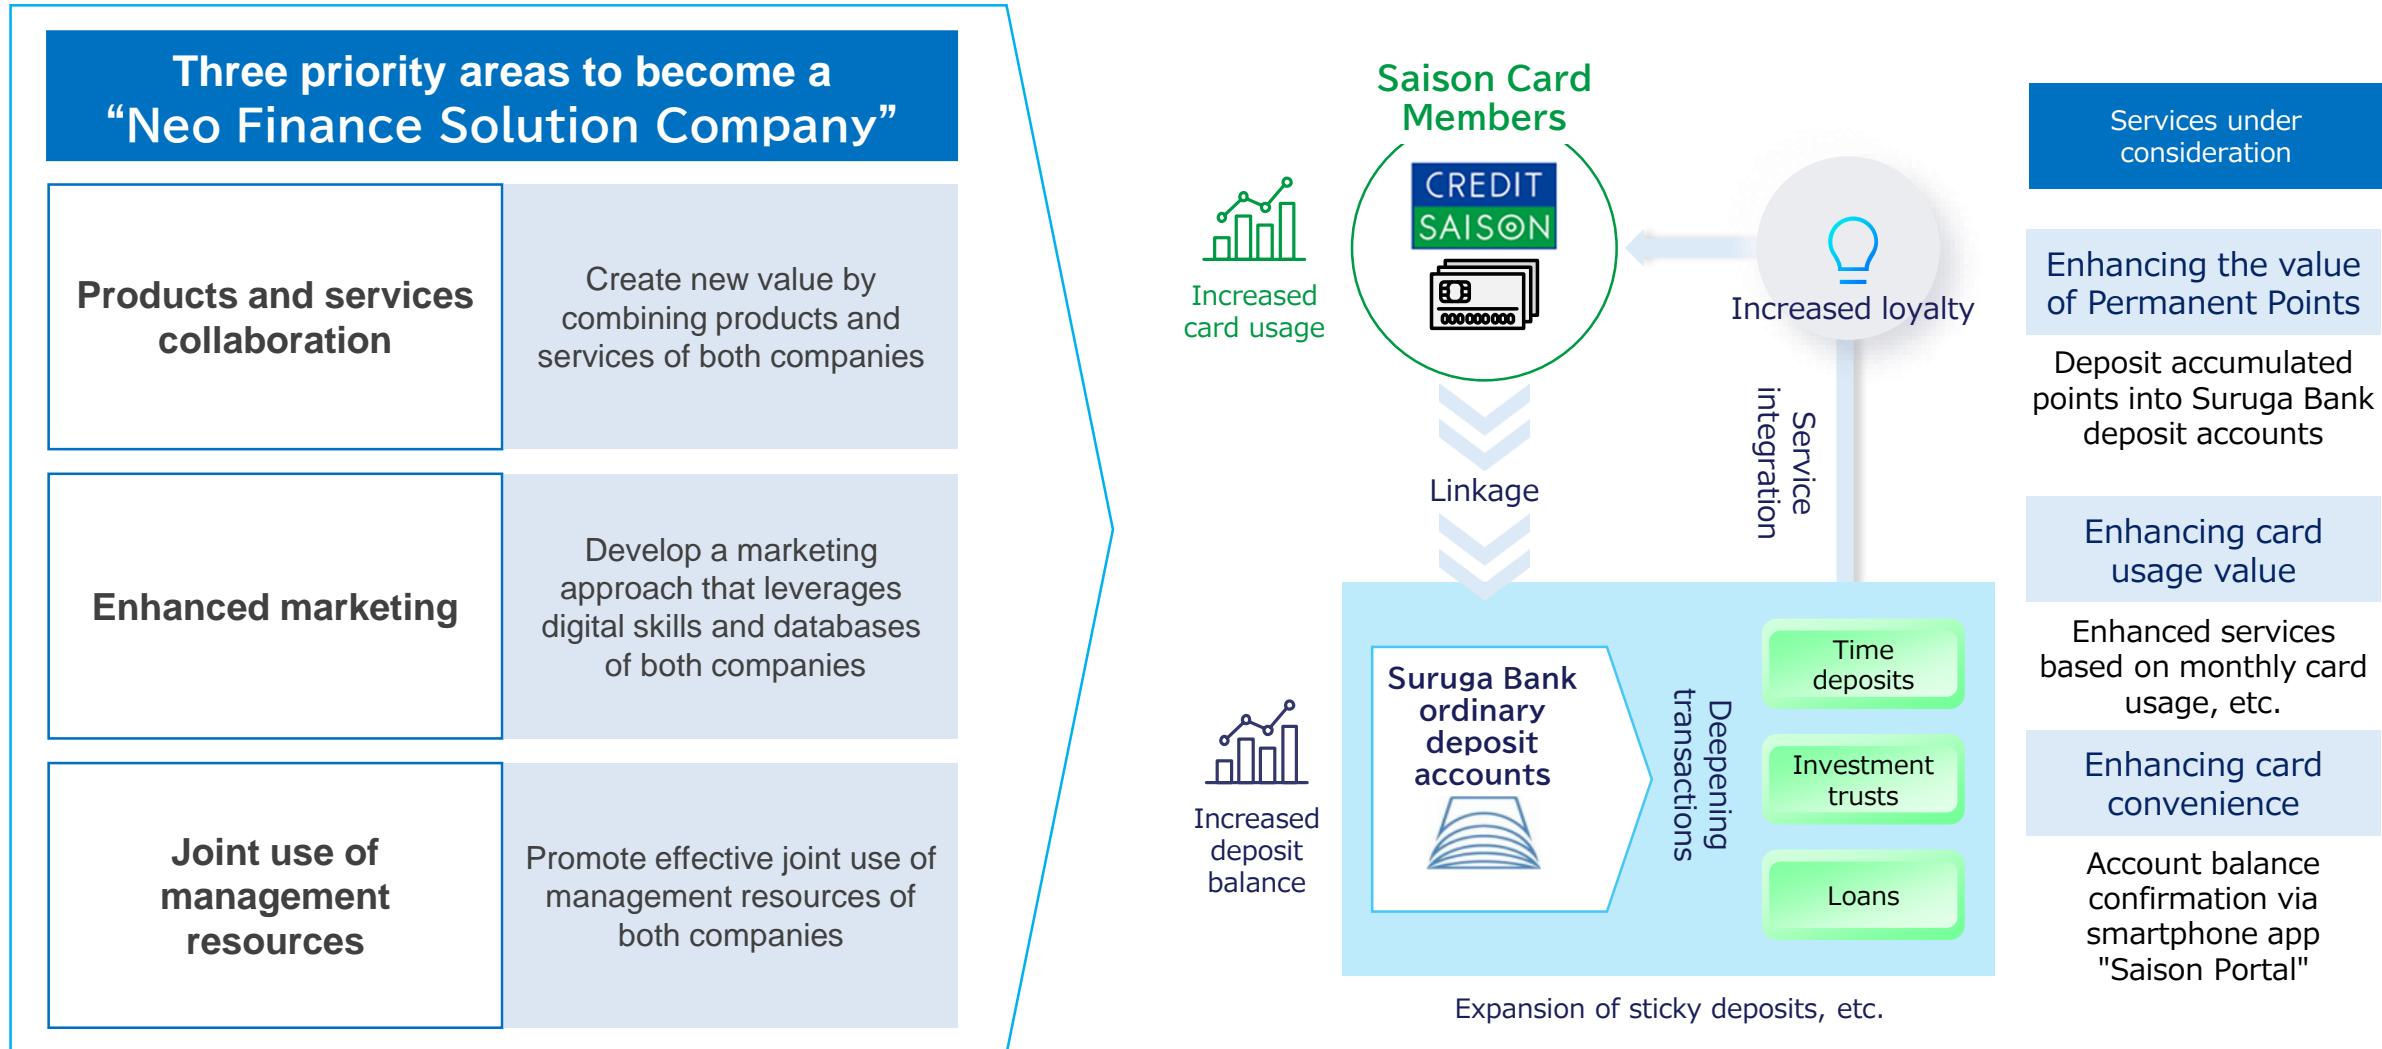 Three priority areas to become a
“Neo Finance Solution Company”
Products and services
collaboration
Create new value by
combining products and
services of both companies
Enhanced marketing
Develop a marketing
approach that leverages
digital skills and databases
of both companies
Joint use of
management
resources
Promote effective joint use of
management resources of
both companies
Saison Card
Members
CREDIT
SAISON
Increased
card usage
Increased loyalty
Linkage
Service
integration
Suruga Bank
ordinary
deposit
accounts
Increased
deposit
balance
Deepening
transactions
Time
deposits
Investment
trusts
Loans
Expansion of sticky deposits, etc.
Services under
consideration
Enhancing the value
of Permanent Points
Deposit accumulated
points into Suruga Bank
deposit accounts
Enhancing card
usage value
Enhanced services
based on monthly card
usage, etc.
Enhancing card
convenience
Account balance
confirmation via
smartphone app
"Saison Portal"